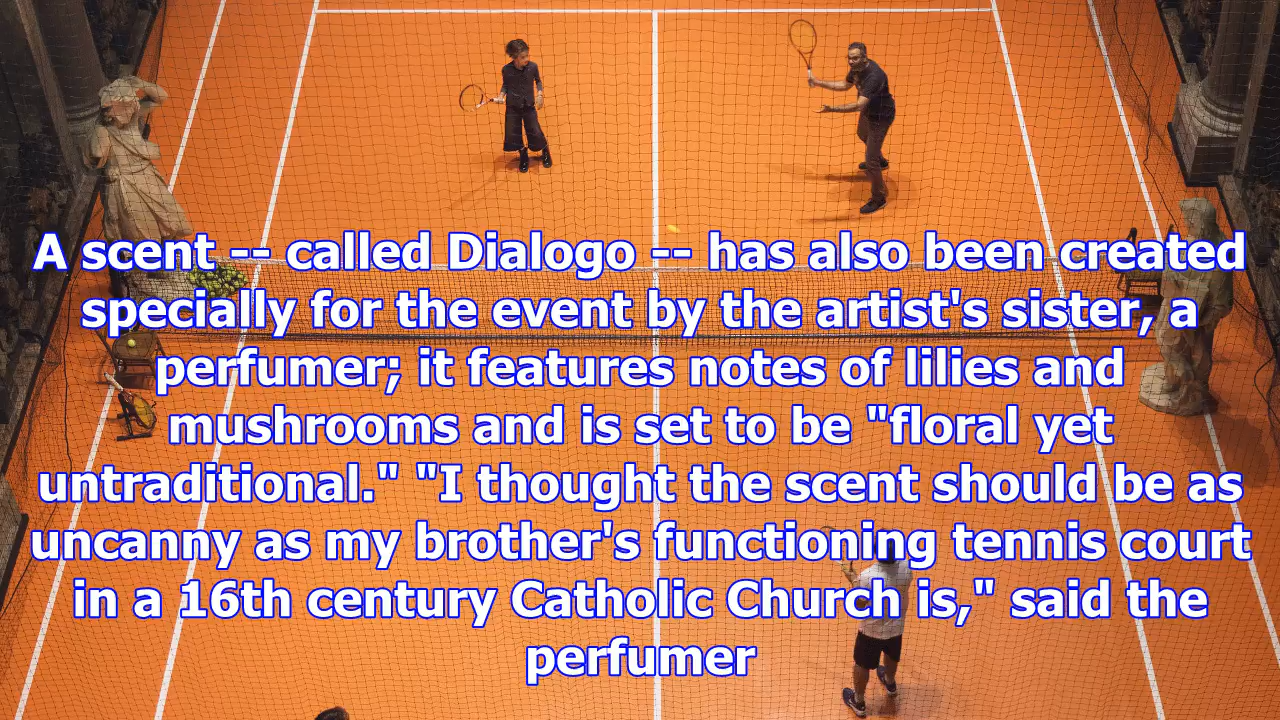 A scent -- called Dialogo -- has also been created
specially for the event by the artist's sister, a
perfumer; it features notes of lilies and
mushrooms and is set to be "floral yet
untraditional." "I thought the scent should be as
uncanny as my brother's functioning tennis court
in a 16th century Catholic Church is," said the
perfumer